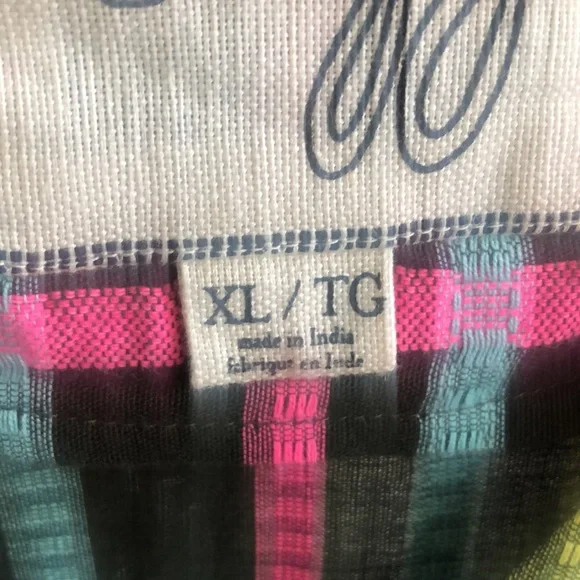 XL / TG
made in India
fabriqué en Inde